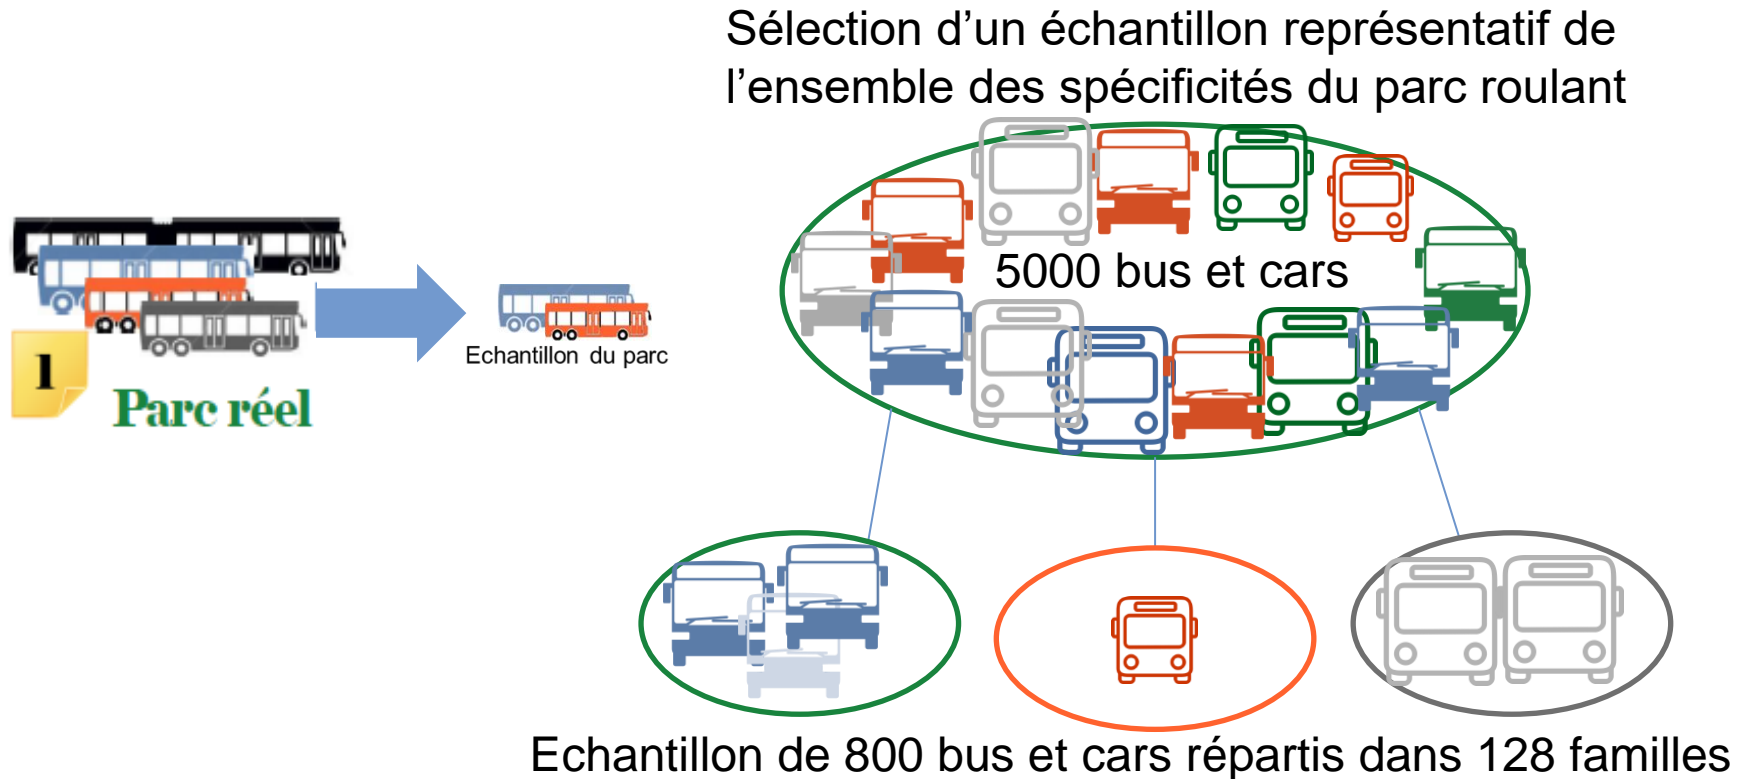 Sélection d’un échantillon représentatif de
l’ensemble des spécificités du parc roulant
5000 bus et cars
Echantillon du parc
1
Parc réel
Echantillon de 800 bus et cars répartis dans 128 familles